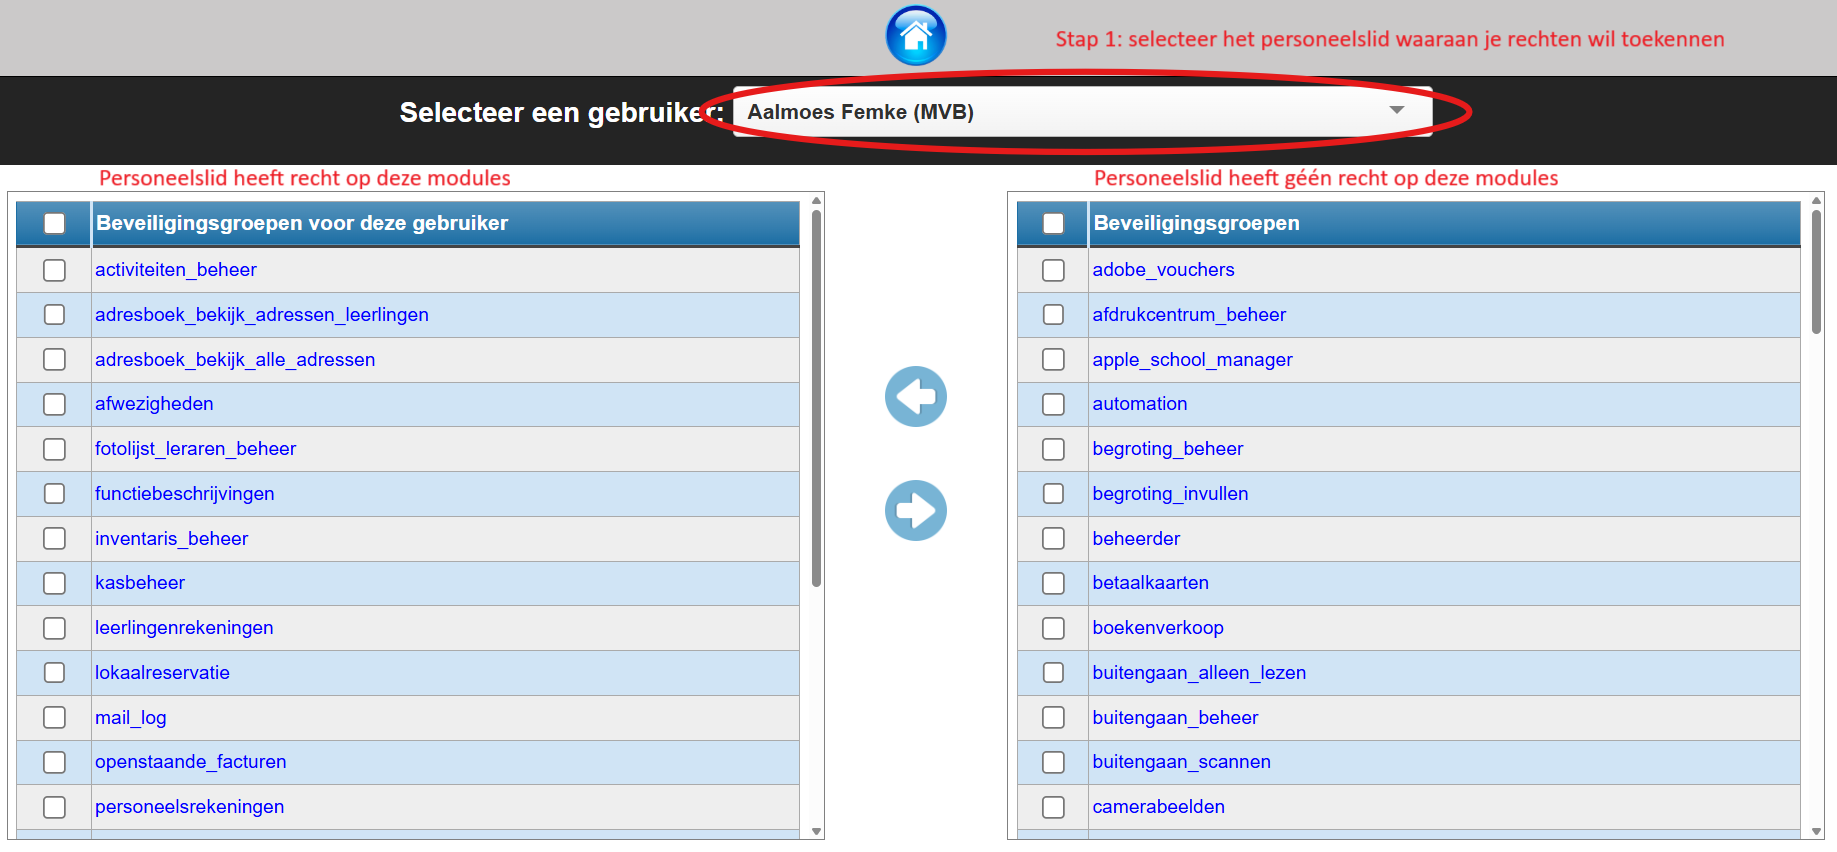 Stap 1: selecteer het personeelslid waaraan je rechten wil toekennen
Selecteer een gebruiker: Aalmoes Femke (MVB)
Personeelslid heeft recht op deze modules
Beveiligingsgroepen voor deze gebruiker
activiteiten_beheer
adresboek_bekijk_adressen_leerlingen
adresboek_bekijk_alle_adressen
afwezigheden
fotolijst_leraren_beheer
functiebeschrijvingen
inventaris_beheer
kasbeheer
leerlingenrekeningen
lokaalreservatie
mail_log
openstaande_facturen
personeelsrekeningen
Personeelslid heeft géén recht op deze modules
Beveiligingsgroepen
adobe_vouchers
afdrukcentrum_beheer
apple_school_manager
automation
begroting_beheer
begroting_invullen
beheerder
betaalkaarten
boekenverkoop
buitengaan_alleen_lezen
buitengaan_beheer
buitengaan_scannen
camerabeelden